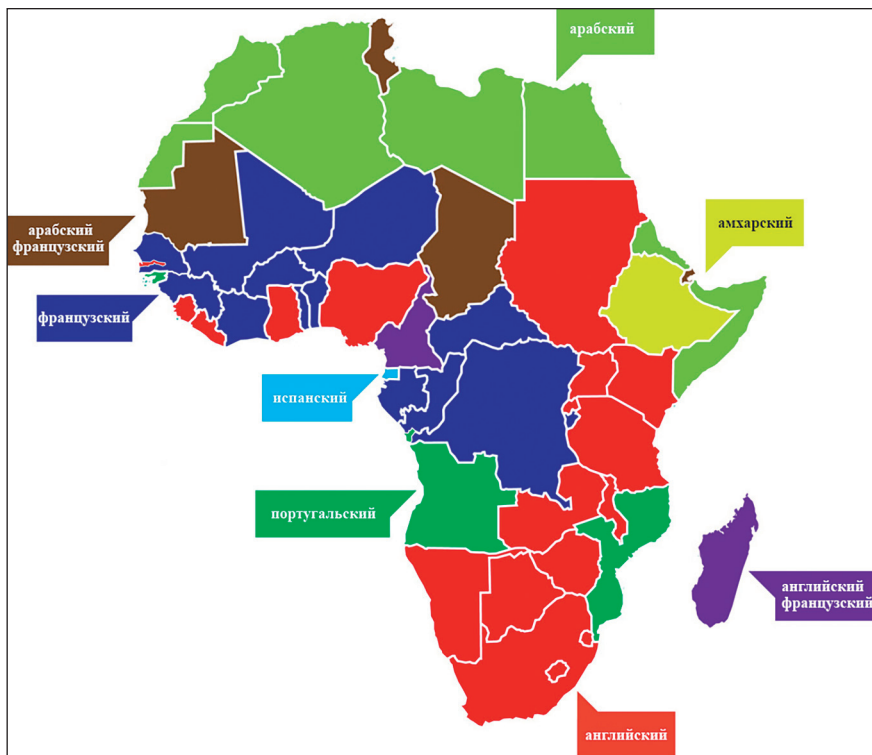 арабский
арабский
французский
амхарский
французский
испанский
португальский
английский
французский
английский